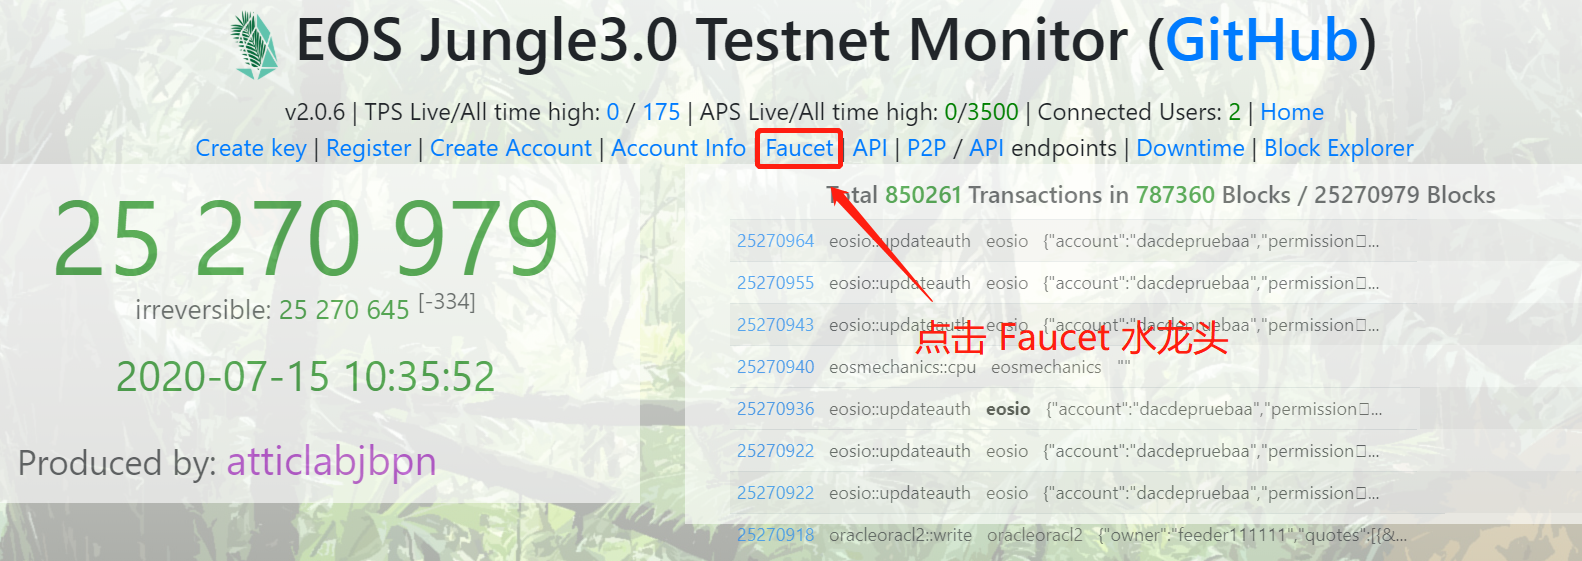 EOS Jungle3.0 Testnet Monitor (GitHub)
v2.0.6 | TPS Live/All time high: 0 / 175 | APS Live/All time high: 0/3500 | Connected Users: 2 | Home
Create key | Register | Create Account | Account Info | Faucet | API | P2P / API endpoints | Downtime | Block Explorer
25 270 979
irreversible: 25 270 645 [-334]
2020-07-15 10:35:52
Produced by: atticlabjbpn
Total 850261 Transactions in 787360 Blocks / 25270979 Blocks
25270964 eosio::updateauth eosio {"account":"dacdepruebaa","permission□...
25270955 eosio::updateauth eosio {"account":"dacdepruebaa","permission□...
25270943 eosio::updateauth eosio {"account":"dacdepruebaa","permission□...
点击 Faucet 水龙头
25270940 eosmechanics::cpu eosmechanics ""
25270936 eosio::updateauth eosio {"account":"dacdepruebaa","permission□...
25270922 eosio::updateauth eosio {"account":"dacdepruebaa","permission□...
25270922 eosio::updateauth eosio {"account":"dacdepruebaa","permission□...
25270918 oracleoracl2::write oracleoracl2 {"owner":"feeder111111","quotes":[{&...